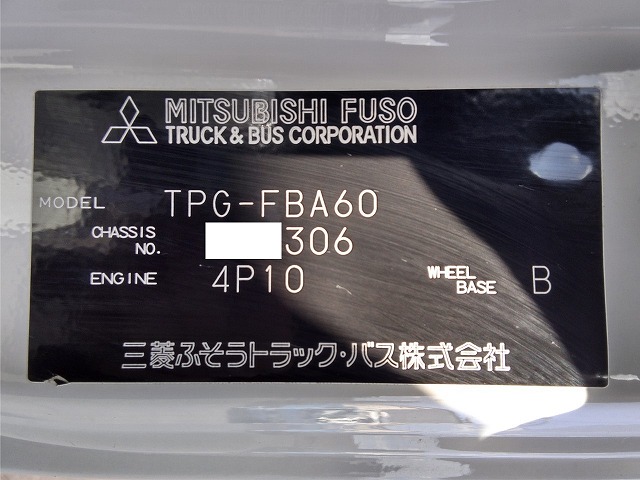 MITSUBISHI FUSO
TRUCK & BUS CORPORATION
MODEL TPG-FBA60
CHASSIS NO. 306
ENGINE 4P10 WHEEL BASE B
三菱ふそうトラック・バス株式会社